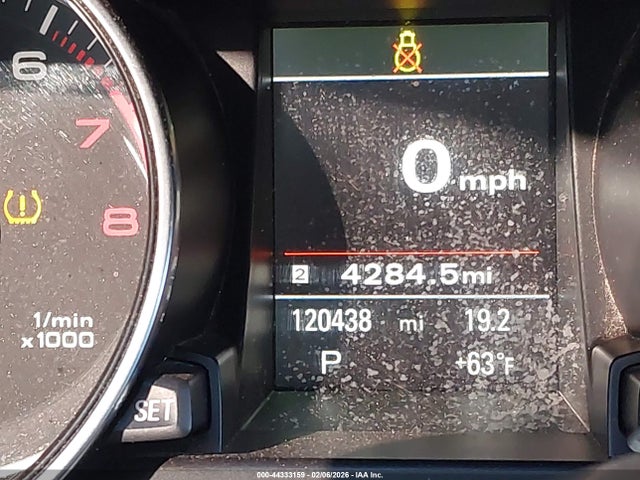 6
7
8
1/min
x1000
SET
0 mph
2 4284.5mi
120438 mi 19.2
P +63°F
000-44333159 - 02/06/2026 - IAA Inc.